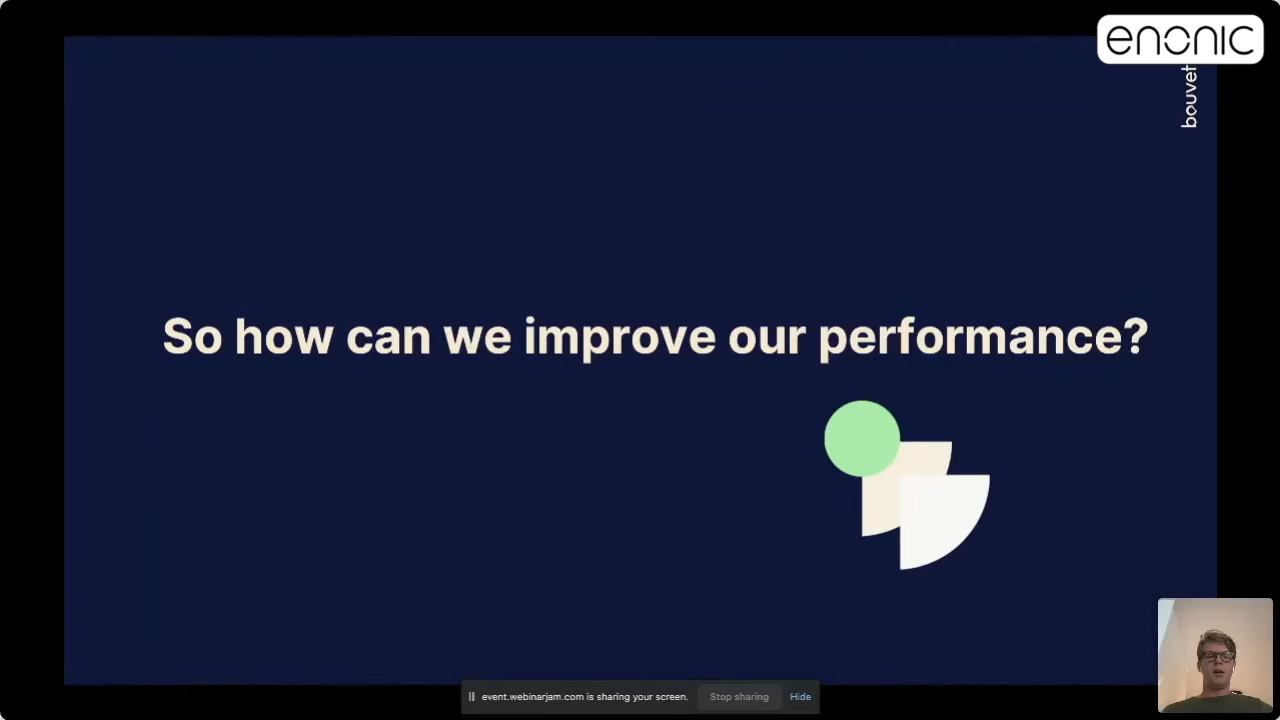 enonic
bouvet
So how can we improve our performance?
event.webinarjam.com is sharing your screen.
Stop sharing
Hide